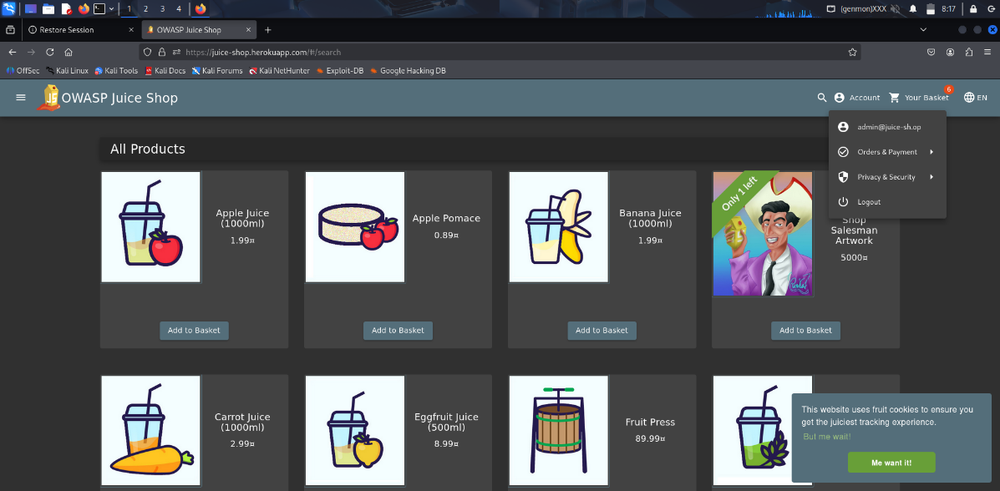 1 2 3 4 (genmon)XXX 8:17
Restore Session × OWASP Juice Shop × +
https://juice-shop.herokuapp.com/#/search
OffSec Kali Linux Kali Tools Kali Docs Kali Forums Kali NetHunter Exploit-DB Google Hacking DB
JS OWASP Juice Shop Account Your Basket 6 EN
admin@juice-sh.op
Orders & Payment
Privacy & Security
Logout
All Products
Apple Juice
(1000ml)
1.99¤
Add to Basket
Apple Pomace
0.89¤
Add to Basket
Banana Juice
(1000ml)
1.99¤
Add to Basket
Only 1 left
Shop
Salesman
Artwork
5000¤
Add to Basket
Carrot Juice
(1000ml)
2.99¤
Eggfruit Juice
(500ml)
8.99¤
Fruit Press
89.99¤
This website uses fruit cookies to ensure you
get the juiciest tracking experience.
But me wait!
Me want it!